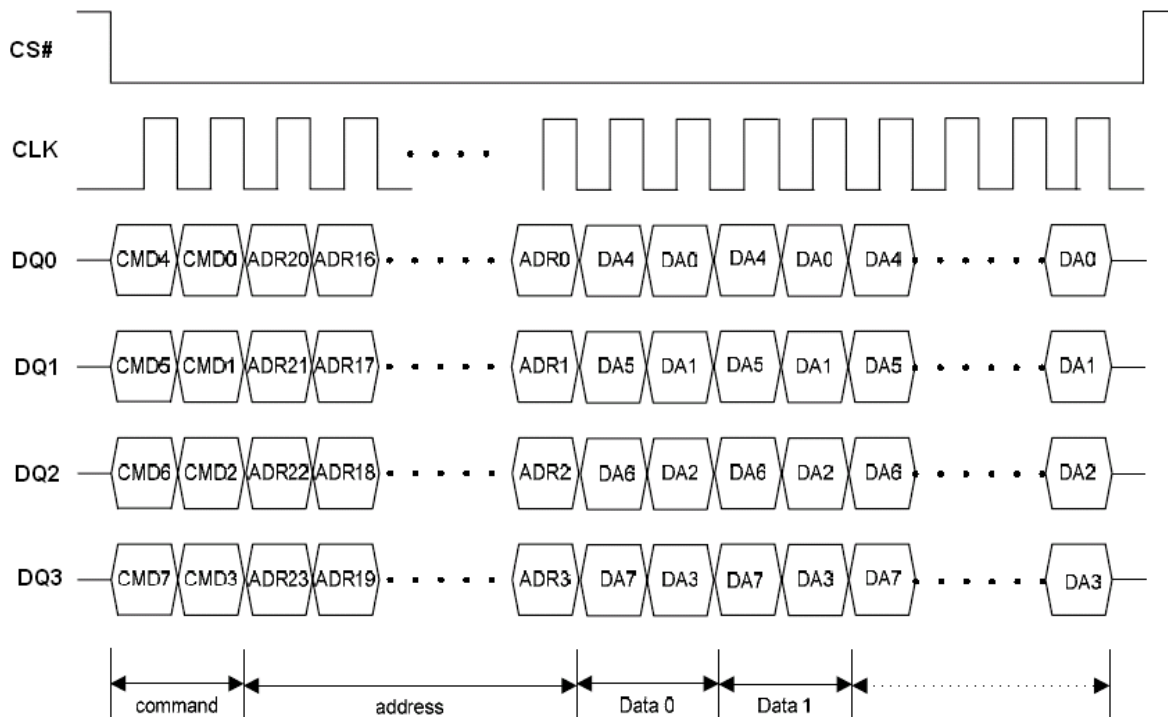 CS#
CLK
DQ0 CMD4 CMD0 ADR20 ADR16 ADR0 DA4 DA0 DA4 DA0 DA4 DA0
DQ1 CMD5 CMD1 ADR21 ADR17 ADR1 DA5 DA1 DA5 DA1 DA5 DA1
DQ2 CMD6 CMD2 ADR22 ADR18 ADR2 DA6 DA2 DA6 DA2 DA6 DA2
DQ3 CMD7 CMD3 ADR23 ADR19 ADR3 DA7 DA3 DA7 DA3 DA7 DA3
command address Data 0 Data 1